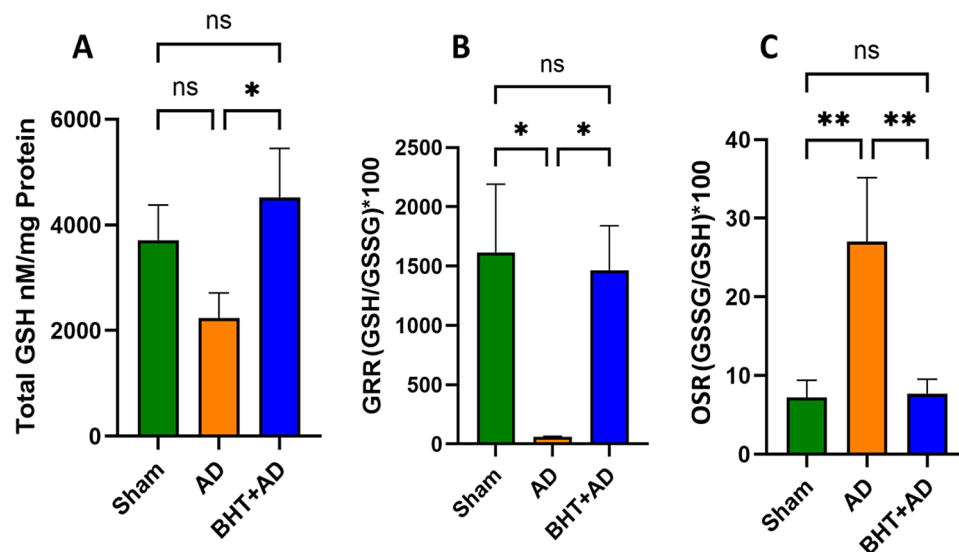 A
ns
ns
*
Total GSH nM/mg Protein
6000
4000
2000
0
Sham
AD
BHT+AD
B
ns
*
*
GRR (GSH/GSSG)*100
2500
2000
1500
1000
500
0
Sham
AD
BHT+AD
C
ns
**
**
OSR(GSSG/GSH)*100
40
30
20
10
0
Sham
AD
BHT+AD